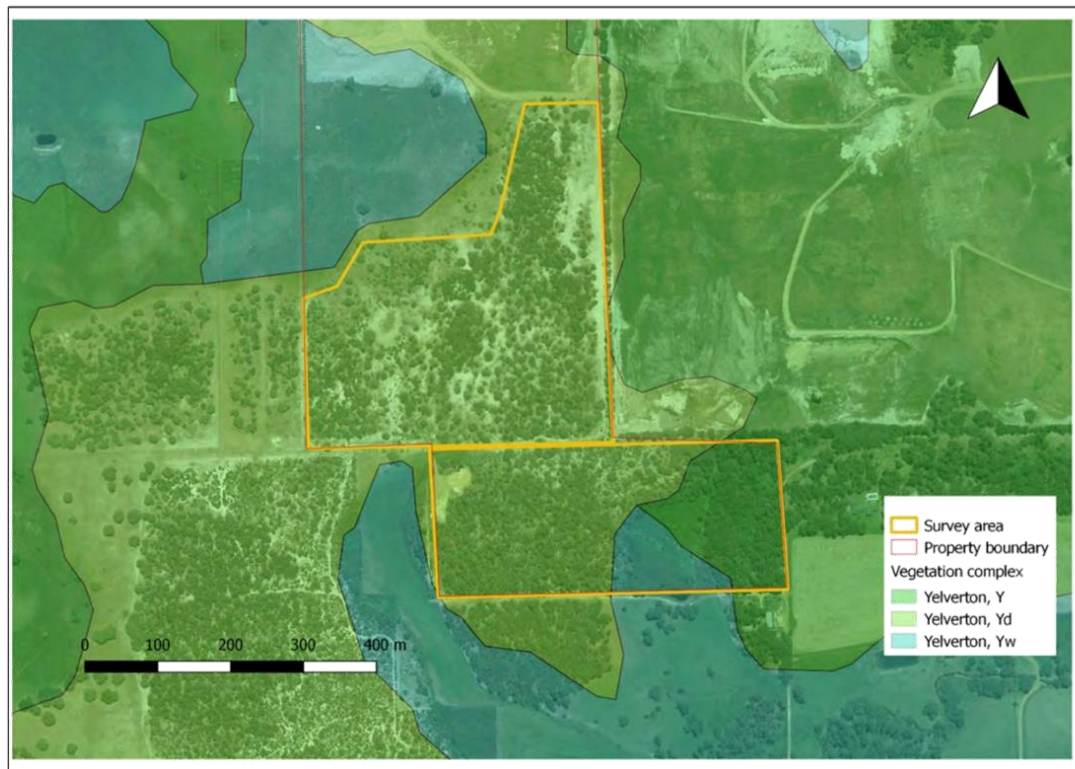 Survey area
Property boundary
Vegetation complex
Yelverton, Y
Yelverton, Yd
Yelverton, Yw
0 100 200 300 400 m